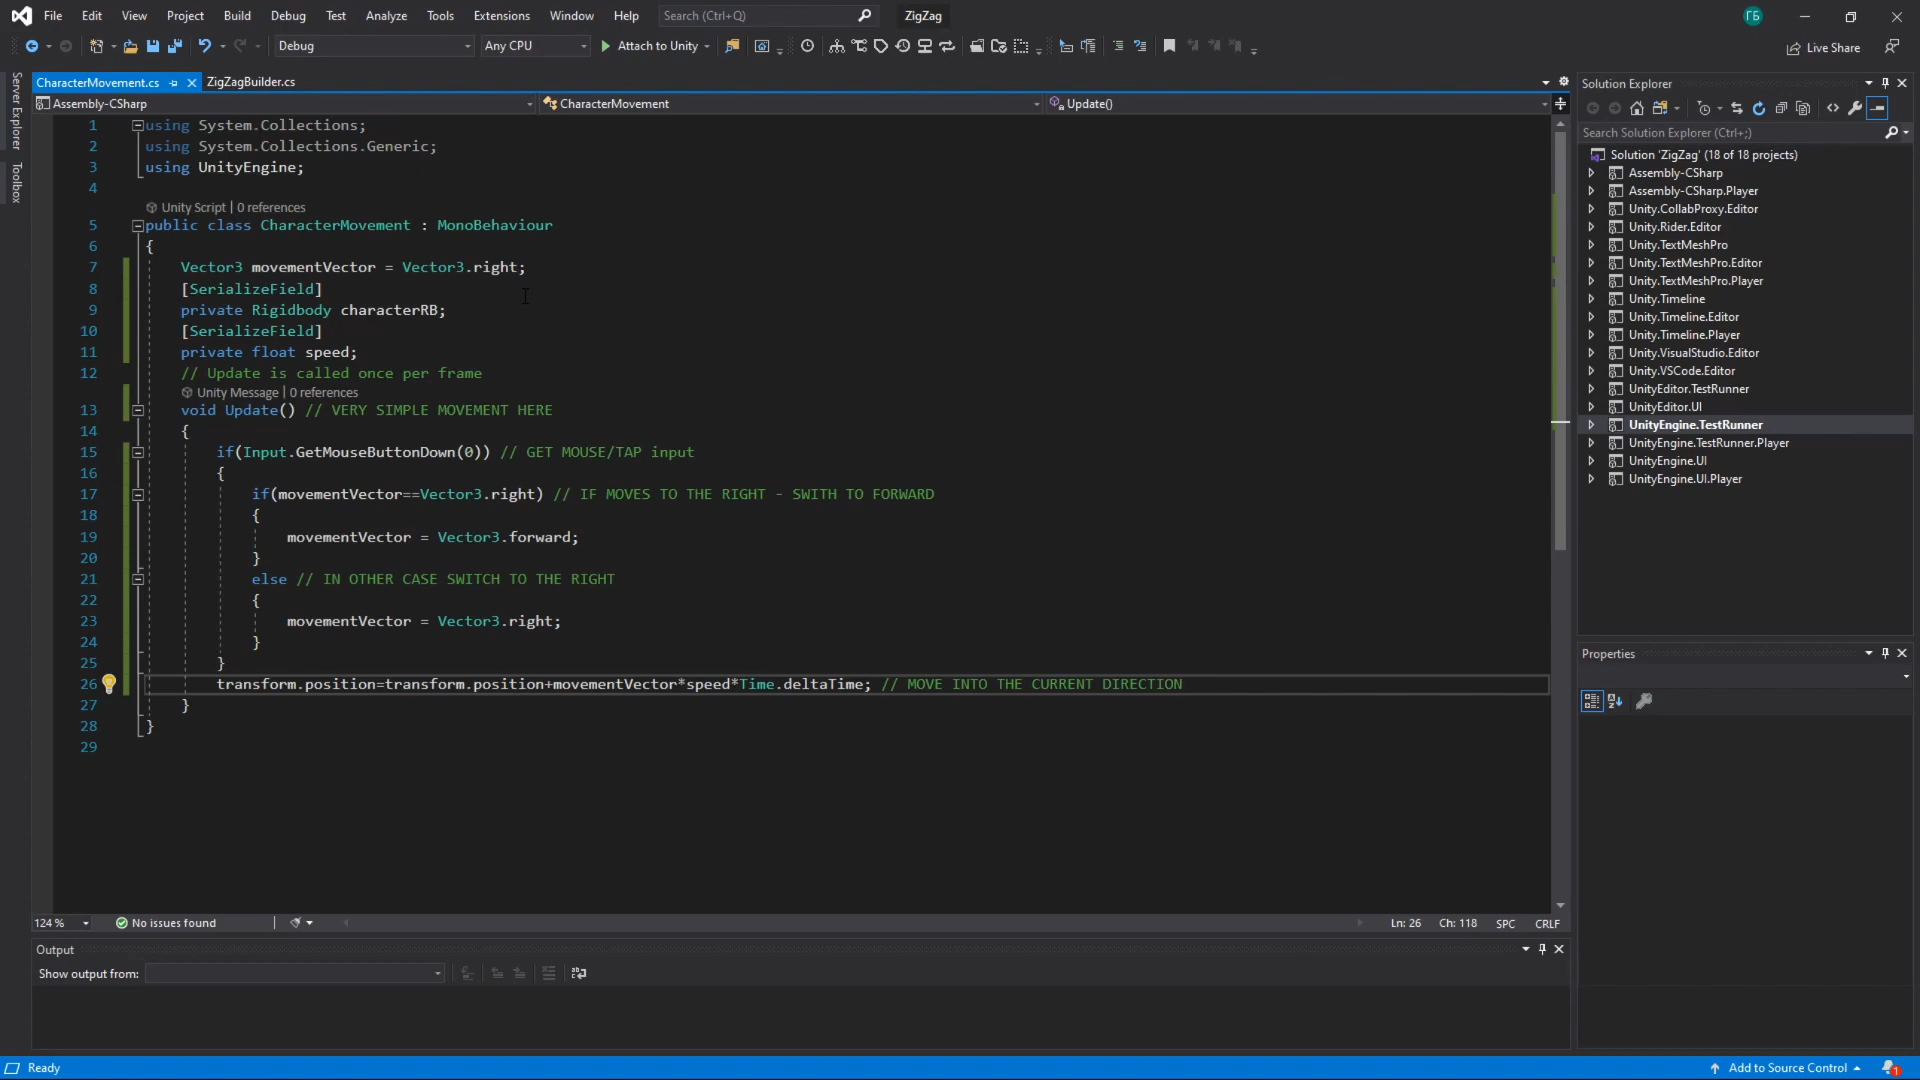 File Edit View Project Build Debug Test Analyze Tools Extensions Window Help Search (Ctrl+Q) ZigZag ГБ
Debug Any CPU Attach to Unity Live Share
CharacterMovement.cs ZigZagBuilder.cs
Assembly-CSharp CharacterMovement Update()
Server Explorer
Toolbox
1 using System.Collections;
2 using System.Collections.Generic;
3 using UnityEngine;
4
Unity Script | 0 references
5 public class CharacterMovement : MonoBehaviour
6 {
7 Vector3 movementVector = Vector3.right;
8 [SerializeField]
9 private Rigidbody characterRB;
10 [SerializeField]
11 private float speed;
12 // Update is called once per frame
Unity Message | 0 references
13 void Update() // VERY SIMPLE MOVEMENT HERE
14 {
15 if(Input.GetMouseButtonDown(0)) // GET MOUSE/TAP input
16 {
17 if(movementVector==Vector3.right) // IF MOVES TO THE RIGHT - SWITH TO FORWARD
18 {
19 movementVector = Vector3.forward;
20 }
21 else // IN OTHER CASE SWITCH TO THE RIGHT
22 {
23 movementVector = Vector3.right;
24 }
25 }
26 transform.position=transform.position+movementVector*speed*Time.deltaTime; // MOVE INTO THE CURRENT DIRECTION
27 }
28 }
29
124 % No issues found Ln: 26 Ch: 118 SPC CRLF
Output
Show output from:
Solution Explorer
Search Solution Explorer (Ctrl+;)
Solution 'ZigZag' (18 of 18 projects)
Assembly-CSharp
Assembly-CSharp.Player
Unity.CollabProxy.Editor
Unity.Rider.Editor
Unity.TextMeshPro
Unity.TextMeshPro.Editor
Unity.TextMeshPro.Player
Unity.Timeline
Unity.Timeline.Editor
Unity.Timeline.Player
Unity.VisualStudio.Editor
Unity.VSCode.Editor
UnityEditor.TestRunner
UnityEditor.UI
UnityEngine.TestRunner
UnityEngine.TestRunner.Player
UnityEngine.UI
UnityEngine.UI.Player
Properties
Ready Add to Source Control 1